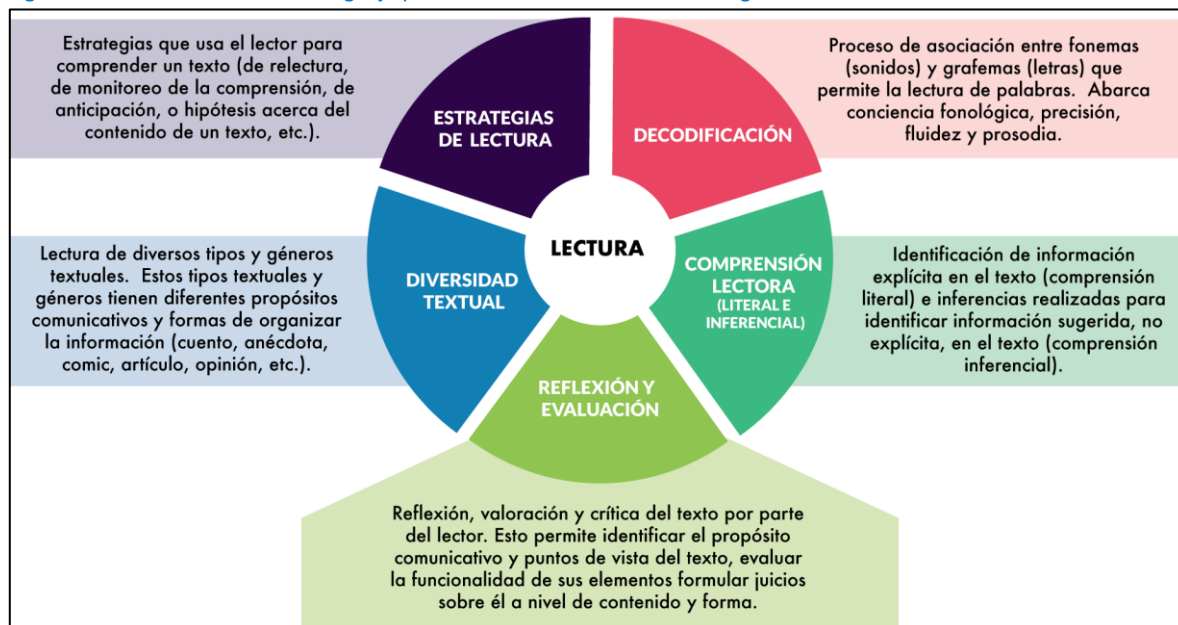 Estrategias que usa el lector para
comprender un texto (de relectura,
de monitoreo de la comprensión, de
anticipación, o hipótesis acerca del
contenido de un texto, etc.).
ESTRATEGIAS
DE LECTURA
DECODIFICACIÓN
Proceso de asociación entre fonemas
(sonidos) y grafemas (letras) que
permite la lectura de palabras. Abarca
conciencia fonológica, precisión,
fluidez y prosodia.
LECTURA
Lectura de diversos tipos y géneros
textuales. Estos tipos textuales y
géneros tienen diferentes propósitos
comunicativos y formas de organizar
la información (cuento, anécdota,
comic, artículo, opinión, etc.).
DIVERSIDAD
TEXTUAL
COMPRENSIÓN
LECTORA
(LITERAL E
INFERENCIAL)
Identificación de información
explícita en el texto (comprensión
literal) e inferencias realizadas para
identificar información sugerida, no
explícita, en el texto (comprensión
inferencial).
REFLEXIÓN Y
EVALUACIÓN
Reflexión, valoración y crítica del texto por parte
del lector. Esto permite identificar el propósito
comunicativo y puntos de vista del texto, evaluar
la funcionalidad de sus elementos formular juicios
sobre él a nivel de contenido y forma.